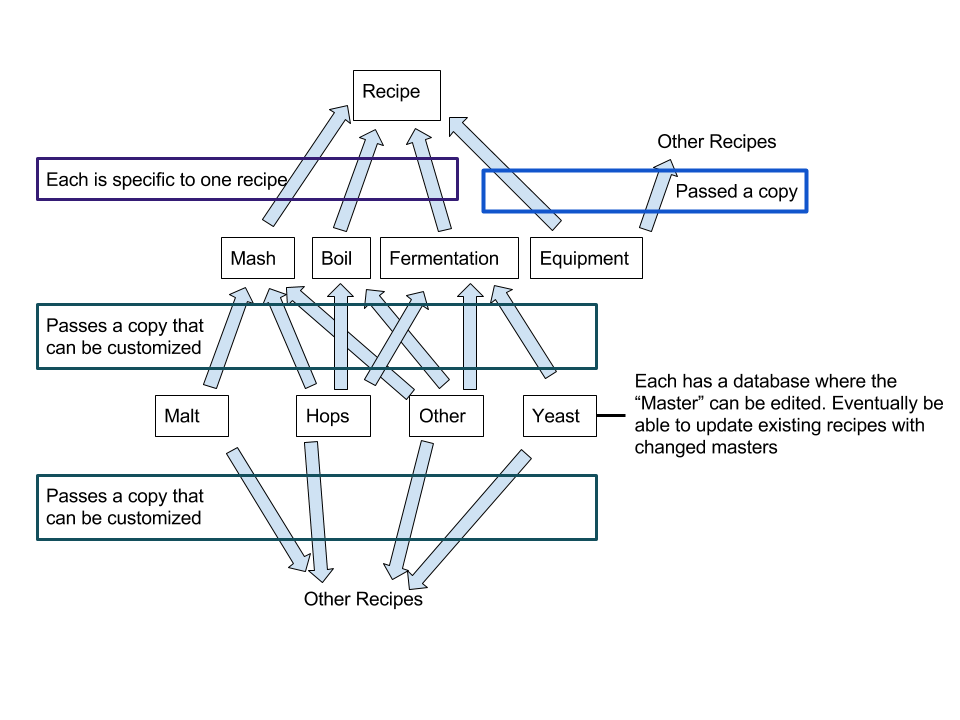 Recipe
Other Recipes
Each is specific to one recipe
Passed a copy
Mash
Boil
Fermentation
Equipment
Passes a copy that
can be customized
Each has a database where the
“Master” can be edited. Eventually be
able to update existing recipes with
changed masters
Malt
Hops
Other
Yeast
Passes a copy that
can be customized
Other Recipes